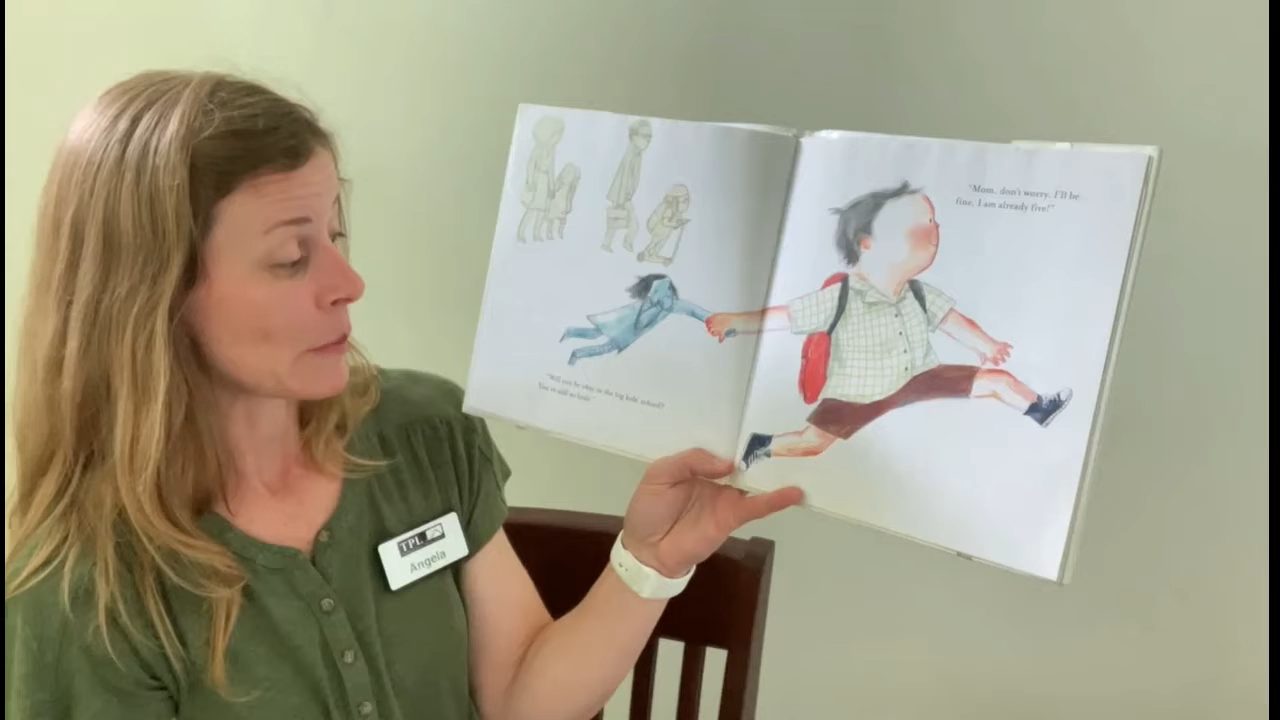 "Mom, don't worry. I'll be
fine. I am already five!"
"Will you be okay in the big kids' school?
You're still so little"
TPL
Angela